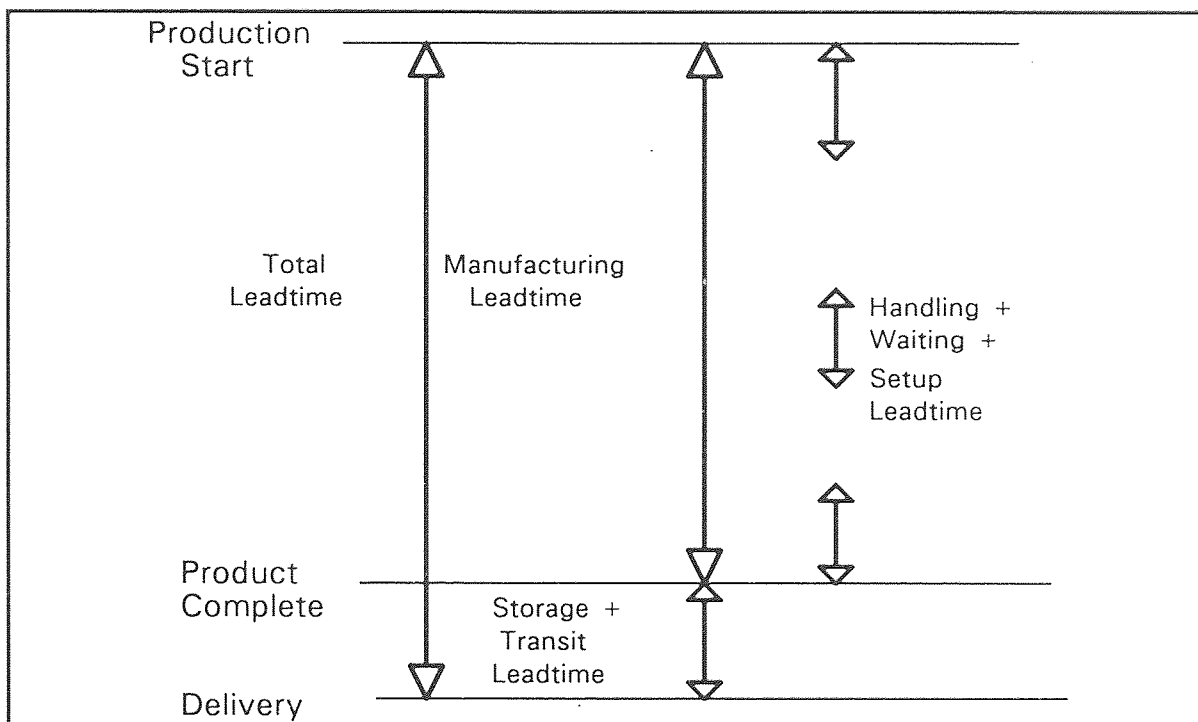 Production
Start
Total
Leadtime
Manufacturing
Leadtime
Handling +
Waiting +
Setup
Leadtime
Product
Complete
Storage +
Transit
Leadtime
Delivery